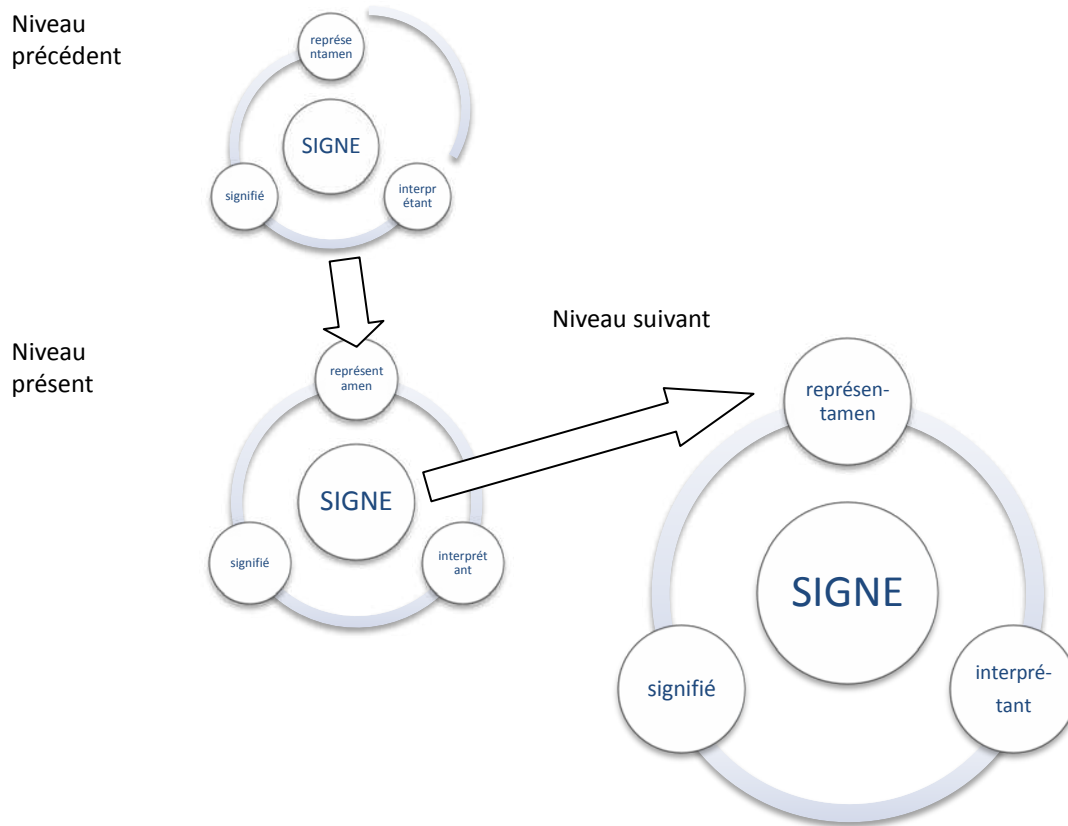 Niveau
précédent
représe
ntamen
SIGNE
signifié
interpr
étant
Niveau suivant
Niveau
présent
représent
amen
SIGNE
signifié
interprét
ant
représen-
tamen
SIGNE
signifié
interpré-
tant